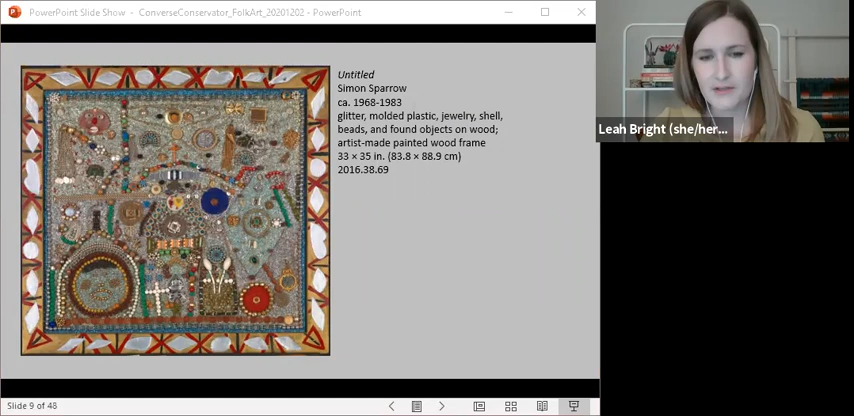 PowerPoint Slide Show - ConverseConservator_FolkArt_20201202 - PowerPoint
Untitled
Simon Sparrow
ca. 1968-1983
glitter, molded plastic, jewelry, shell,
beads, and found objects on wood;
artist-made painted wood frame
33 × 35 in. (83.8 × 88.9 cm)
2016.38.69
Leah Bright (she/her...
Slide 9 of 48